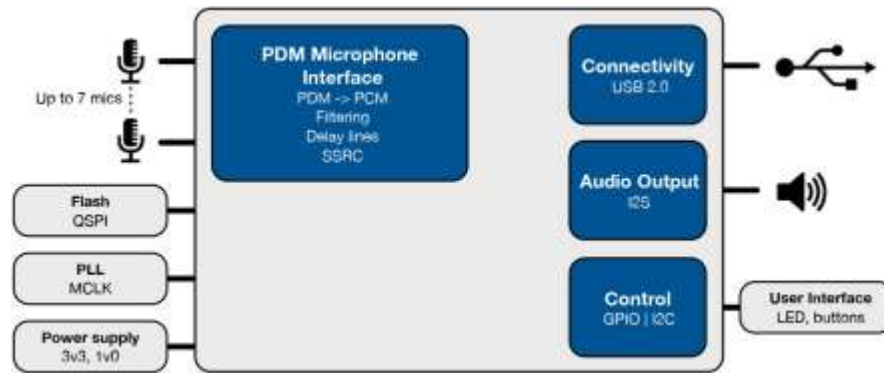 Up to 7 mics
PDM Microphone
Interface
PDM -> PCM
Filtering
Delay lines
SSRC
Flash
QSPI
PLL
MCLK
Power supply
3v3, 1v0
Connectivity
USB 2.0
Audio Output
I2S
Control
GPIO | I2C
User Interface
LED, buttons